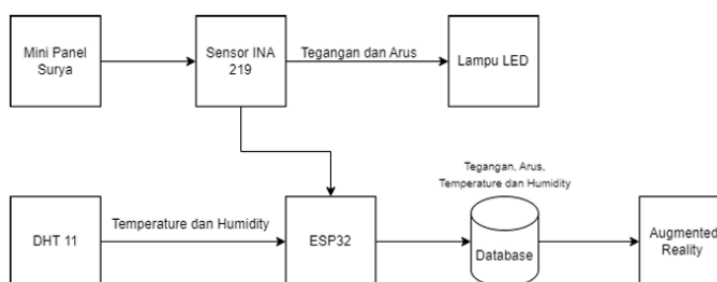 Mini Panel
Surya
Sensor INA
219
Tegangan dan Arus
Lampu LED
Tegangan, Arus,
Temperature dan Humidity
DHT 11
Temperature dan Humidity
ESP32
Database
Augmented
Reality